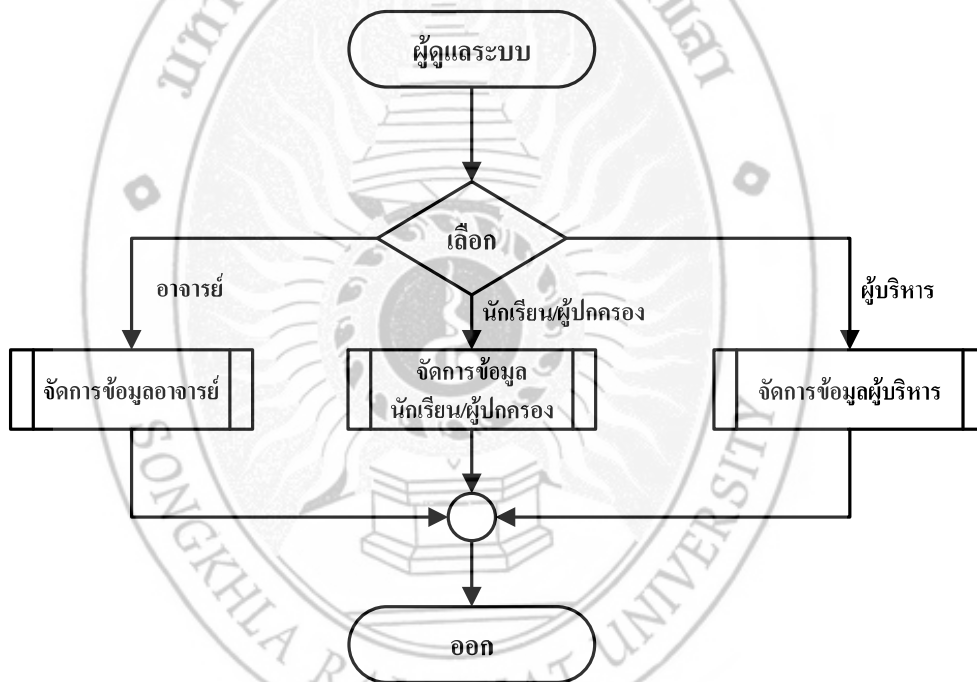 ผู้ดูแลระบบ
เลือก
อาจารย์
นักเรียน/ผู้ปกครอง
ผู้บริหาร
จัดการข้อมูลอาจารย์
จัดการข้อมูล
นักเรียน/ผู้ปกครอง
จัดการข้อมูลผู้บริหาร
ออก
SONGKHLA
UNIVERSITY